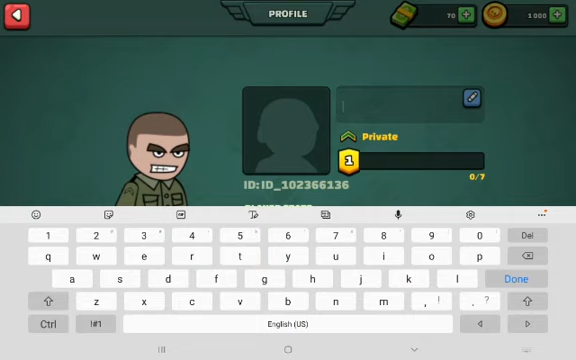 PROFILE
70
1 000
Private
1
0/7
ID:ID_102366136
1 2 3 4 5 6 7 8 9 0 Del
q w e r t y u i o p
a s d f g h j k l Done
z x c v b n m , ! . ?
Ctrl !#1 English (US)